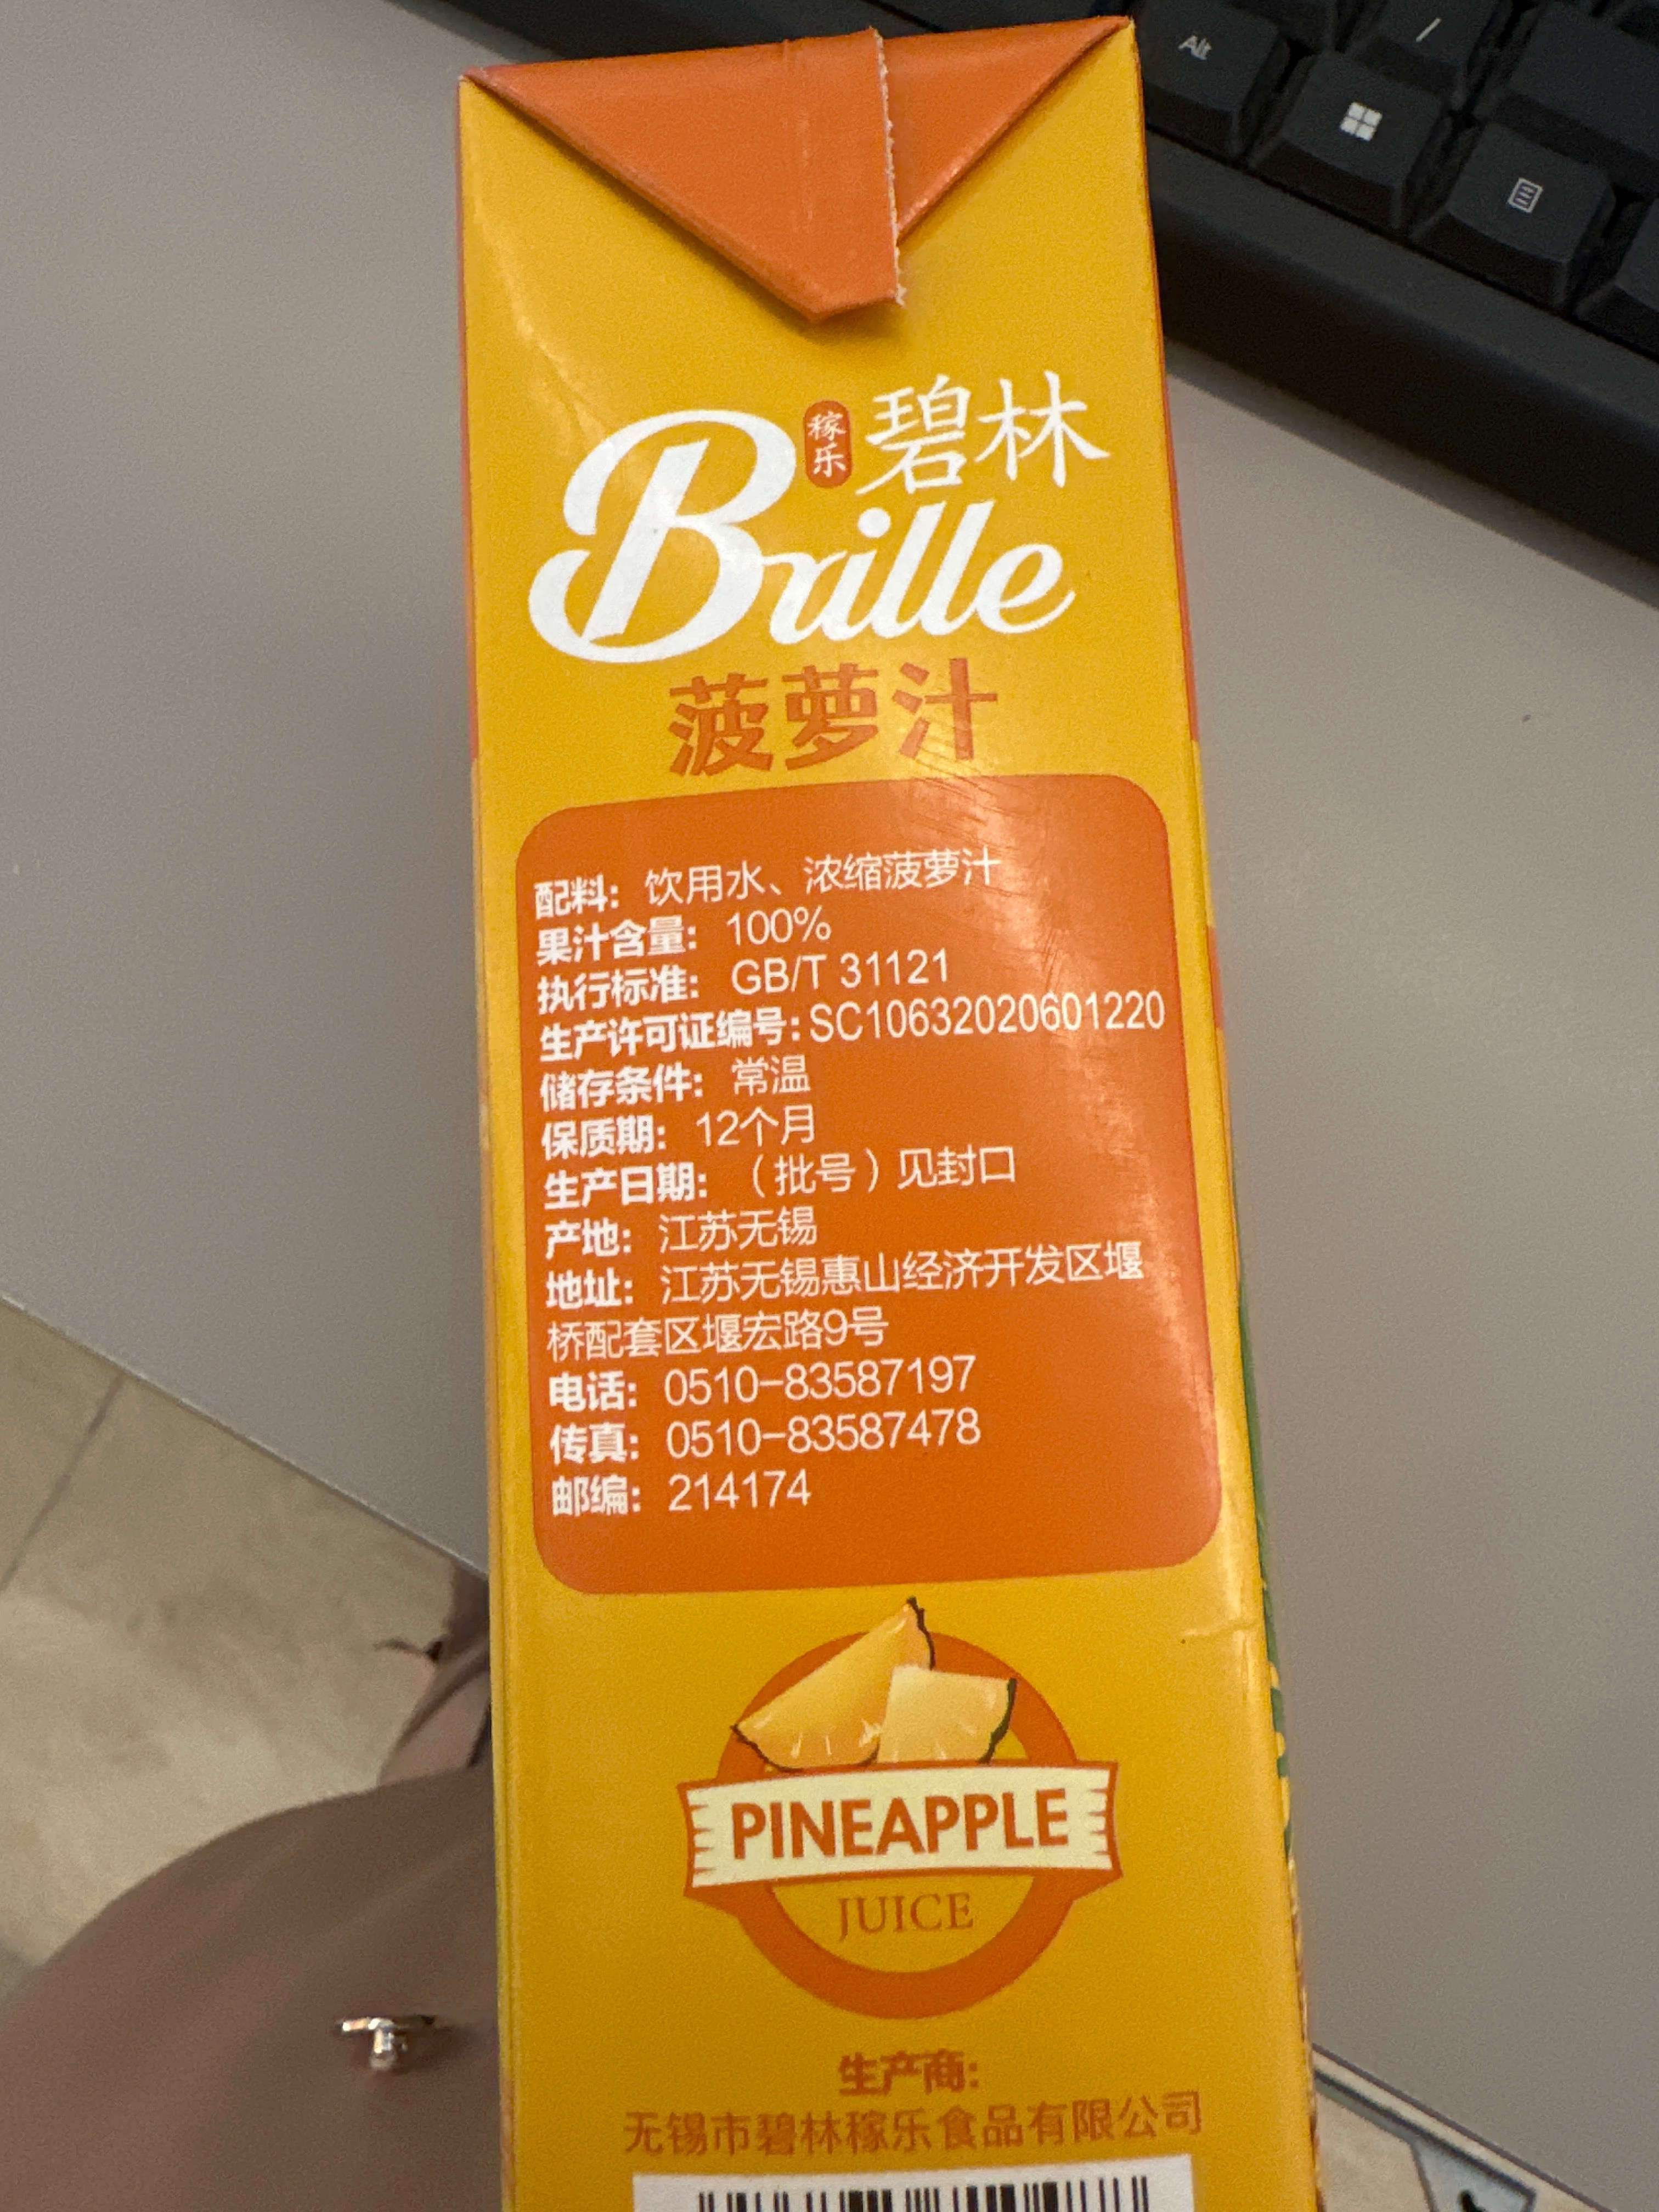 Alt
/
稼乐
碧林
Brille
菠萝汁
配料：饮用水、浓缩菠萝汁
果汁含量：100%
执行标准：GB/T 31121
生产许可证编号：SC10632020601220
储存条件：常温
保质期：12个月
生产日期：（批号）见封口
产地：江苏无锡
地址：江苏无锡惠山经济开发区堰
桥配套区堰宏路9号
电话：0510-83587197
传真：0510-83587478
邮编：214174
PINEAPPLE
JUICE
生产商：
无锡市碧林稼乐食品有限公司